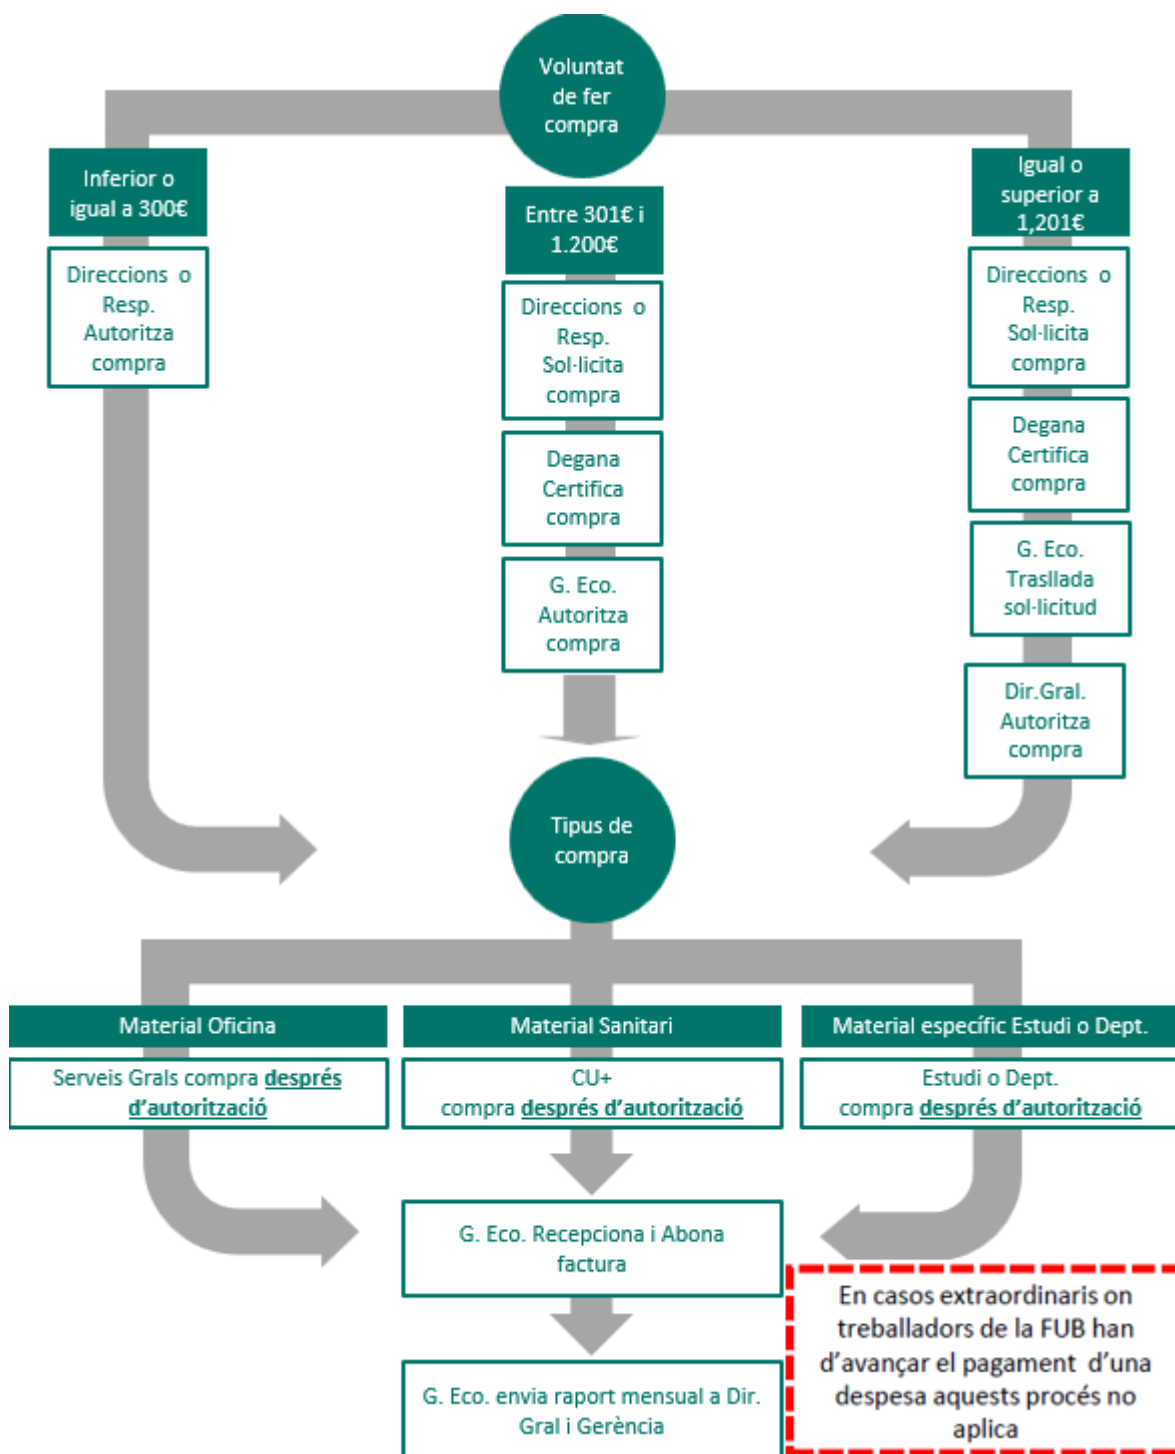 Voluntat
de fer
compra
Inferior o
igual a 300€
Direccions o
Resp.
Autoritza
compra
Entre 301€ i
1.200€
Direccions o
Resp.
Sol·licita
compra
Degana
Certifica
compra
G. Eco.
Autoritza
compra
Igual o
superior a
1,201€
Direccions o
Resp.
Sol·licita
compra
Degana
Certifica
compra
G. Eco.
Trasllada
sol·licitud
Dir.Gral.
Autoritza
compra
Tipus de
compra
Material Oficina
Serveis Grals compra després
d'autorització
Material Sanitari
CU+
compra després d'autorització
Material específic Estudi o Dept.
Estudi o Dept.
compra després d'autorització
G. Eco. Recepciona i Abona
factura
G. Eco. envia raport mensual a Dir.
Gral i Gerència
En casos extraordinaris on
treballadors de la FUB han
d'avançar el pagament d'una
despesa aquests procés no
aplica